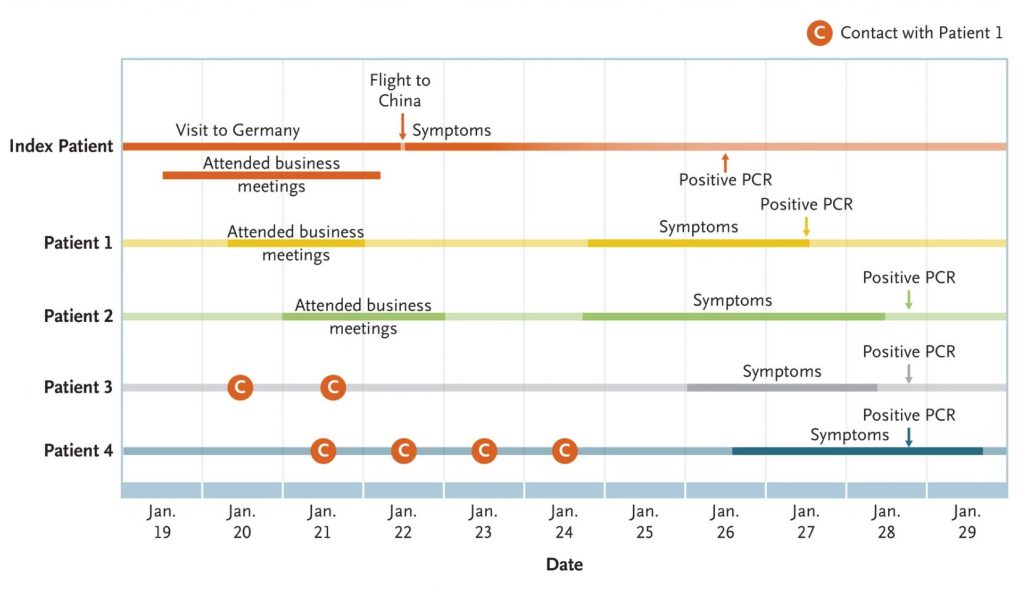 C Contact with Patient 1
Flight to
China
Visit to Germany
Symptoms
Index Patient
Attended business
meetings
Positive PCR
Positive PCR
Symptoms
Patient 1
Attended business
meetings
Positive PCR
Symptoms
Patient 2
Attended business
meetings
Positive PCR
Symptoms
Patient 3
C C
Positive PCR
Symptoms
Patient 4
C C C C
Jan. Jan. Jan. Jan. Jan. Jan. Jan. Jan. Jan. Jan. Jan.
19 20 21 22 23 24 25 26 27 28 29
Date